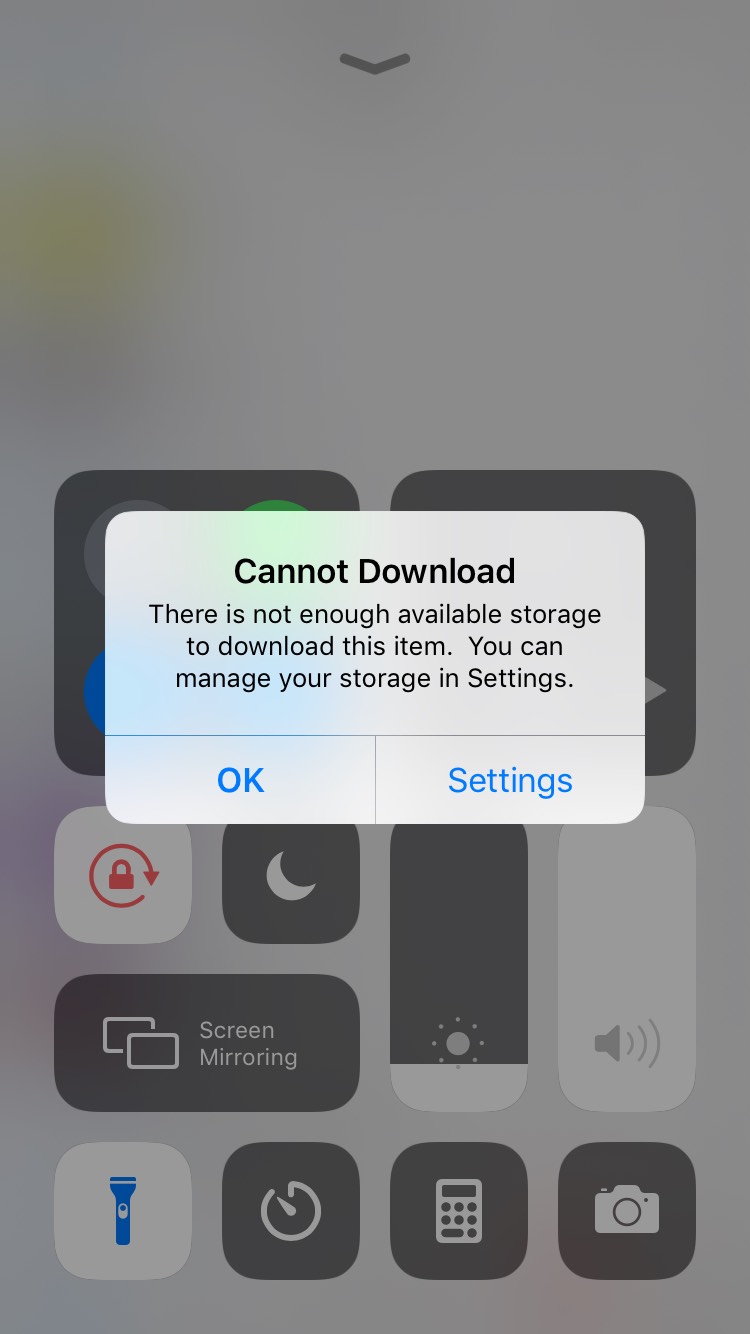 Cannot Download
There is not enough available storage
to download this item.  You can
manage your storage in Settings.
OK
Settings
Screen
Mirroring